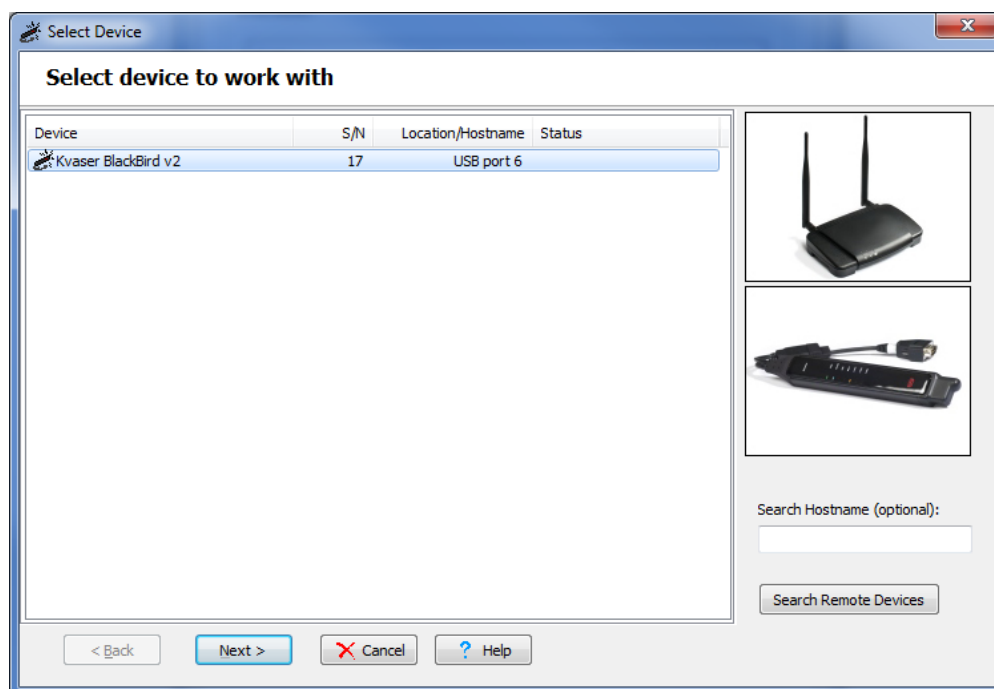 Select Device
Select device to work with
Device S/N Location/Hostname Status
Kvaser BlackBird v2 17 USB port 6
Search Hostname (optional):
Search Remote Devices
< Back Next > Cancel ? Help